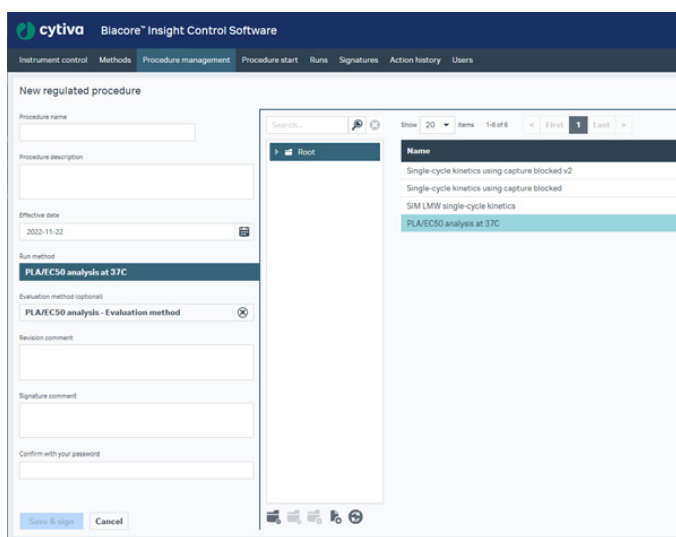 cytiva Biacore™ Insight Control Software
Instrument control Methods Procedure management Procedure start Runs Signatures Action history Users
New regulated procedure
Procedure name
Procedure description
Effective date
2022-11-22
Run method
PLA/EC50 analysis at 37C
Evaluation method (optional)
PLA/EC50 analysis - Evaluation method
Revision comment
Signature comment
Confirm with your password
Save & sign Cancel
Search...
Root
Show 20 items 1-6 of 6 < First 1 Last >
Name
Single-cycle kinetics using capture blocked v2
Single-cycle kinetics using capture blocked
SIM LMW single-cycle kinetics
PLA/EC50 analysis at 37C